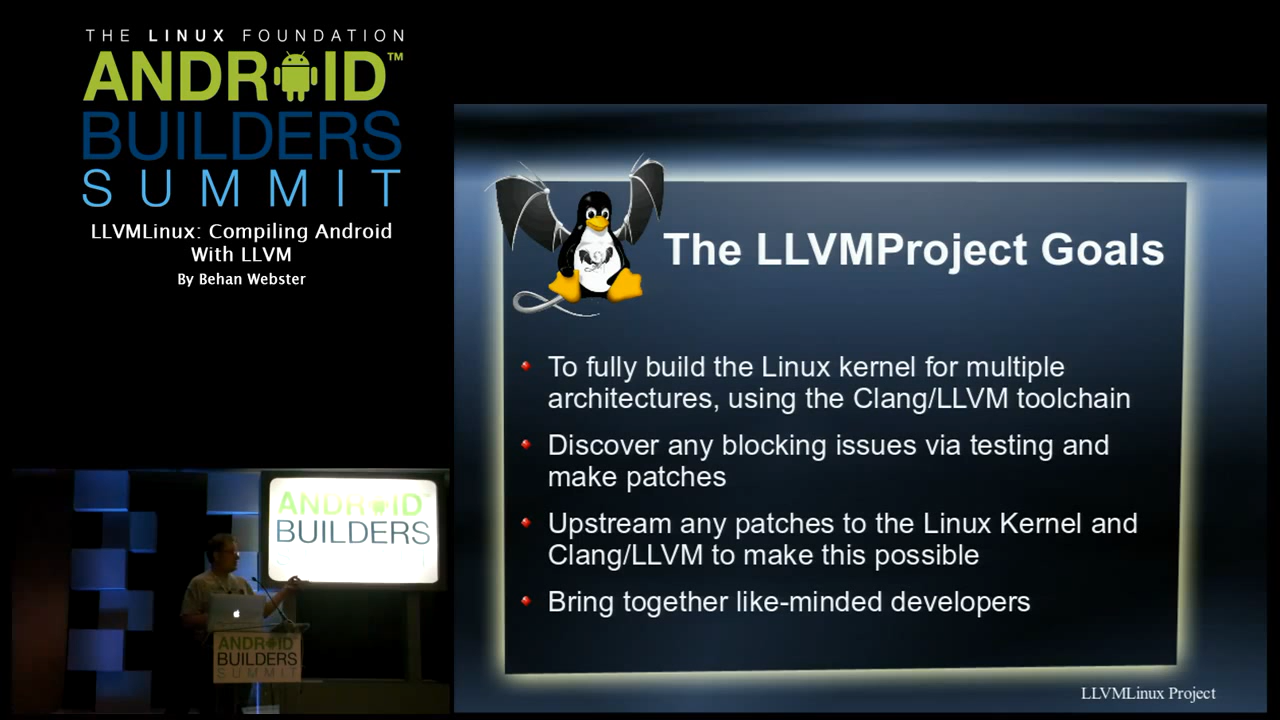 THE LINUX FOUNDATION
ANDROID™
BUILDERS
SUMMIT
LLVMLinux: Compiling Android
With LLVM
By Behan Webster
The LLVMProject Goals
To fully build the Linux kernel for multiple
architectures, using the Clang/LLVM toolchain
Discover any blocking issues via testing and
make patches
Upstream any patches to the Linux Kernel and
Clang/LLVM to make this possible
Bring together like-minded developers
LLVMLinux Project
ANDROID™
BUILDERS
ANDROID
BUILDERS
SUMMIT